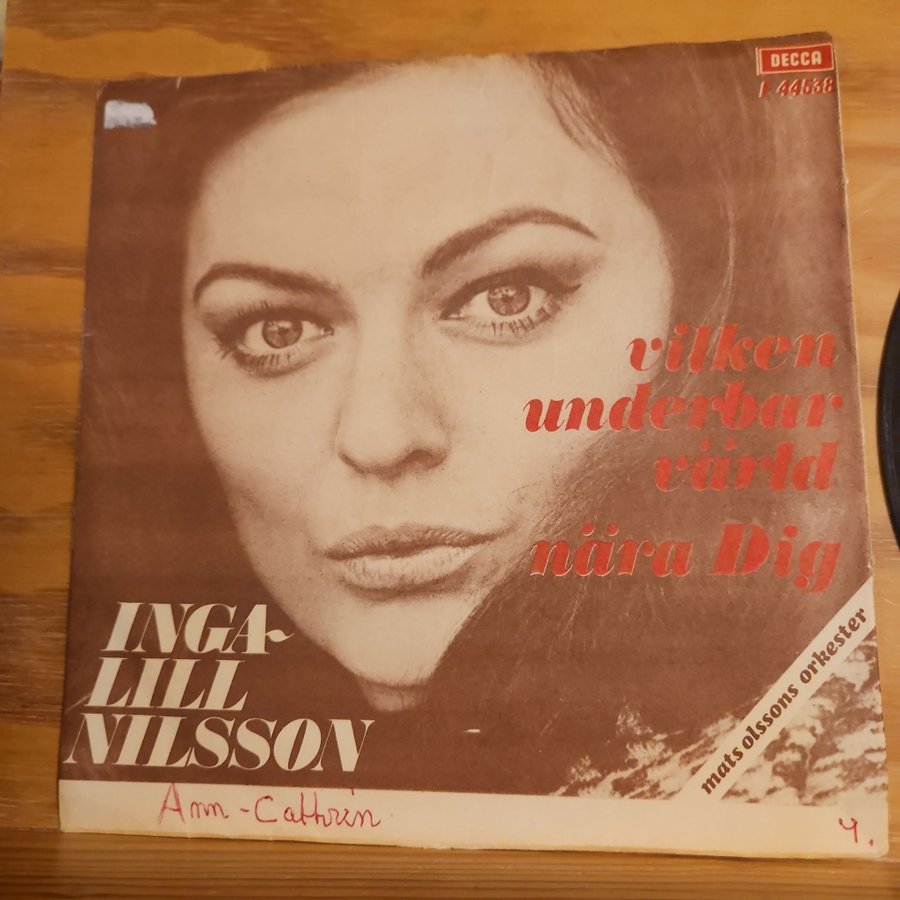 DECCA
F 44638
vilken
underbar
värld
nära Dig
INGA-
LILL
NILSSON
mats olssons orkester
Ann-Cathrin
4.